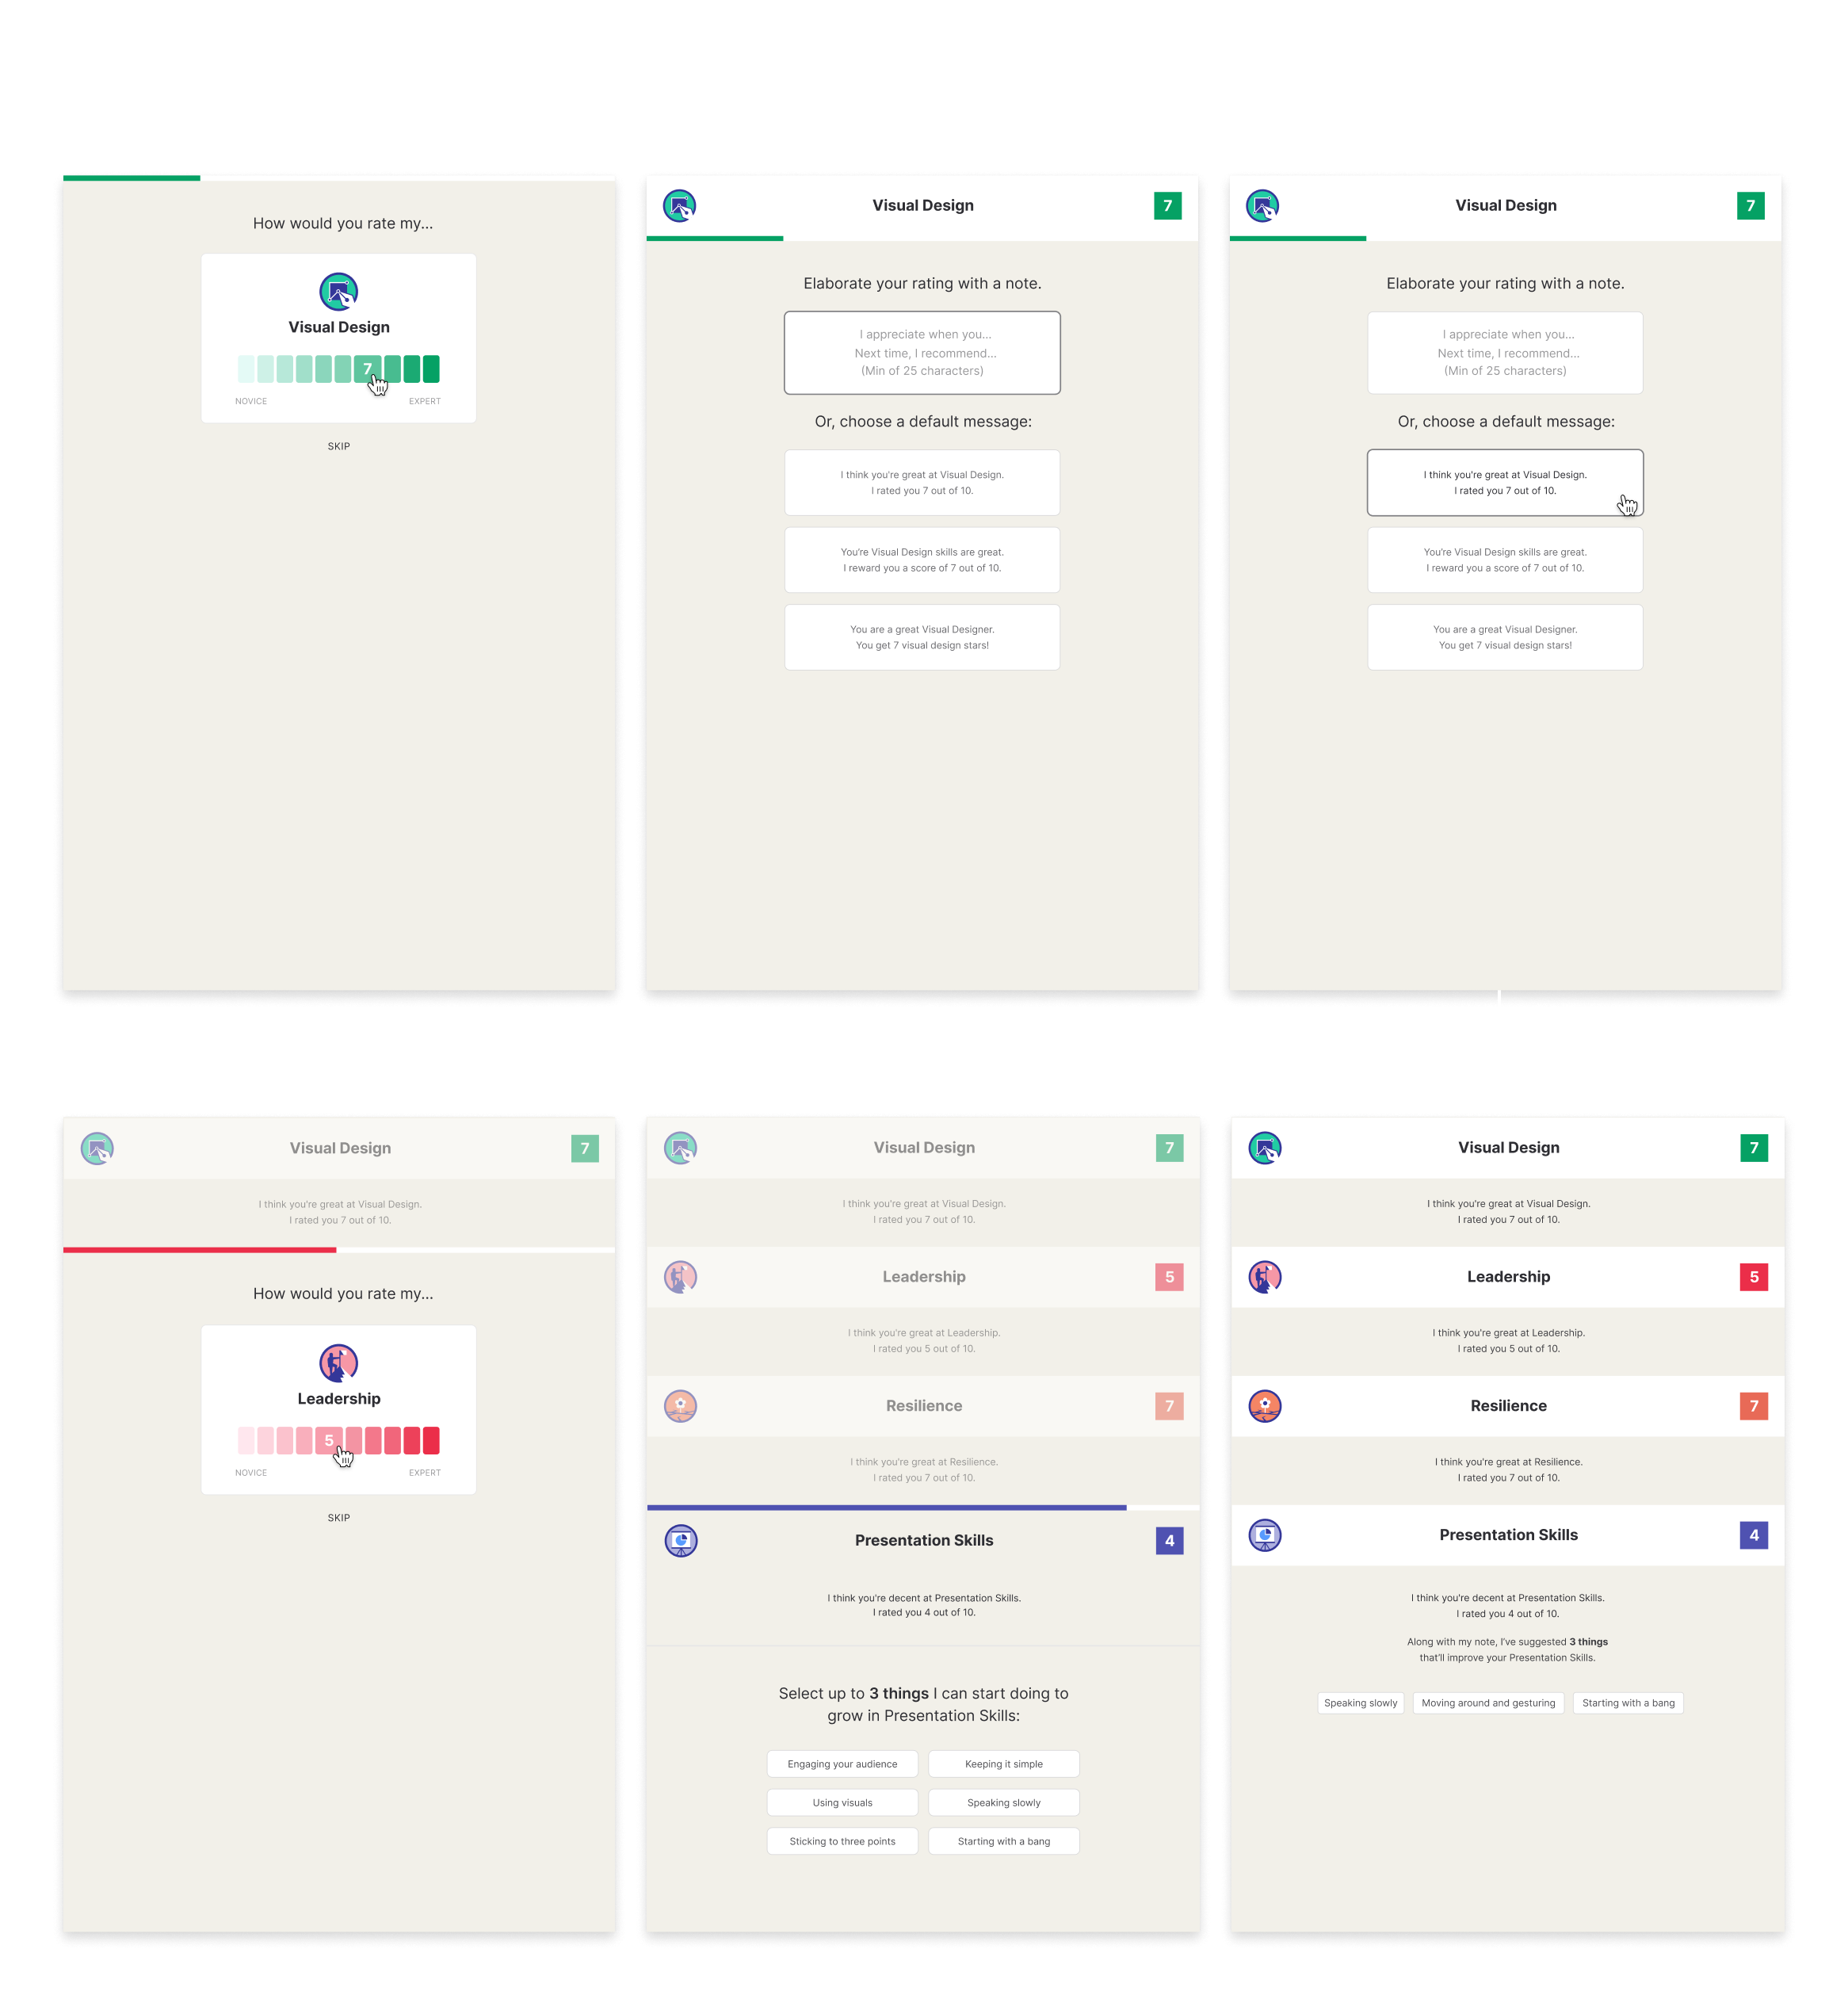 How would you rate my...
Visual Design
7
NOVICE
EXPERT
SKIP
Visual Design
7
Elaborate your rating with a note.
I appreciate when you...
Next time, I recommend...
(Min of 25 characters)
Or, choose a default message:
I think you're great at Visual Design.
I rated you 7 out of 10.
You're Visual Design skills are great.
I reward you a score of 7 out of 10.
You are a great Visual Designer.
You get 7 visual design stars!
Visual Design
7
Elaborate your rating with a note.
I appreciate when you...
Next time, I recommend...
(Min of 25 characters)
Or, choose a default message:
I think you're great at Visual Design.
I rated you 7 out of 10.
You're Visual Design skills are great.
I reward you a score of 7 out of 10.
You are a great Visual Designer.
You get 7 visual design stars!
Visual Design
7
I think you're great at Visual Design.
I rated you 7 out of 10.
How would you rate my...
Leadership
5
NOVICE
EXPERT
SKIP
Visual Design
7
I think you're great at Visual Design.
I rated you 7 out of 10.
Leadership
5
I think you're great at Leadership.
I rated you 5 out of 10.
Resilience
7
I think you're great at Resilience.
I rated you 7 out of 10.
Presentation Skills
4
I think you're decent at Presentation Skills.
I rated you 4 out of 10.
Select up to 3 things I can start doing to
grow in Presentation Skills:
Engaging your audience
Keeping it simple
Using visuals
Speaking slowly
Sticking to three points
Starting with a bang
Visual Design
7
I think you're great at Visual Design.
I rated you 7 out of 10.
Leadership
5
I think you're great at Leadership.
I rated you 5 out of 10.
Resilience
7
I think you're great at Resilience.
I rated you 7 out of 10.
Presentation Skills
4
I think you're decent at Presentation Skills.
I rated you 4 out of 10.
Along with my note, I've suggested 3 things
that'll improve your Presentation Skills.
Speaking slowly
Moving around and gesturing
Starting with a bang